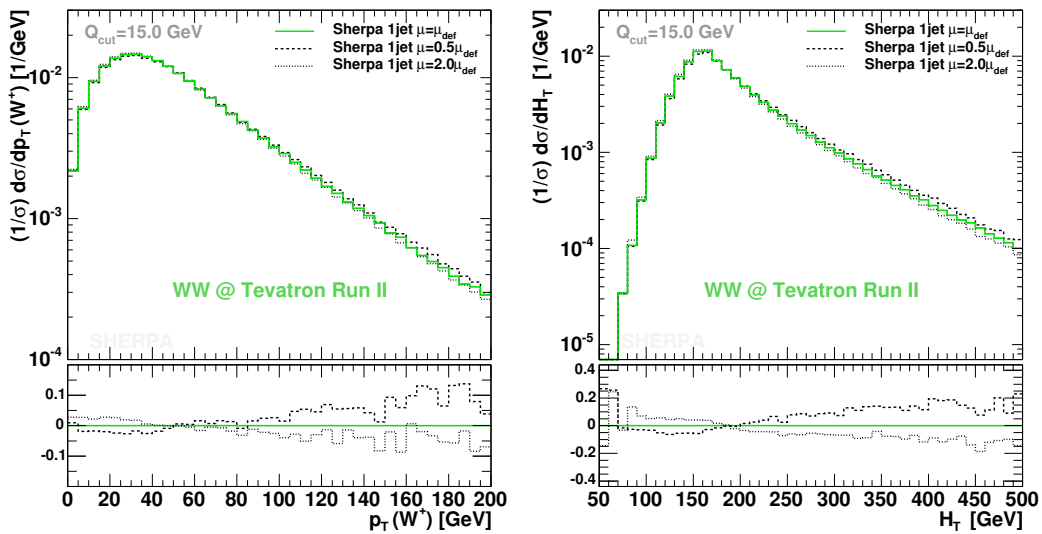 Q_cut=15.0 GeV
Sherpa 1jet μ=μ_def
Sherpa 1jet μ=0.5μ_def
Sherpa 1jet μ=2.0μ_def
(1/σ) dσ/dp_T(W⁺) [1/GeV]
10⁻²
10⁻³
10⁻⁴
WW @ Tevatron Run II
SHERPA
0.1
0
-0.1
0 20 40 60 80 100 120 140 160 180 200
p_T(W⁺) [GeV]
Q_cut=15.0 GeV
Sherpa 1jet μ=μ_def
Sherpa 1jet μ=0.5μ_def
Sherpa 1jet μ=2.0μ_def
(1/σ) dσ/dH_T [1/GeV]
10⁻²
10⁻³
10⁻⁴
10⁻⁵
WW @ Tevatron Run II
SHERPA
0.4
0.2
0
-0.2
-0.4
50 100 150 200 250 300 350 400 450 500
H_T [GeV]